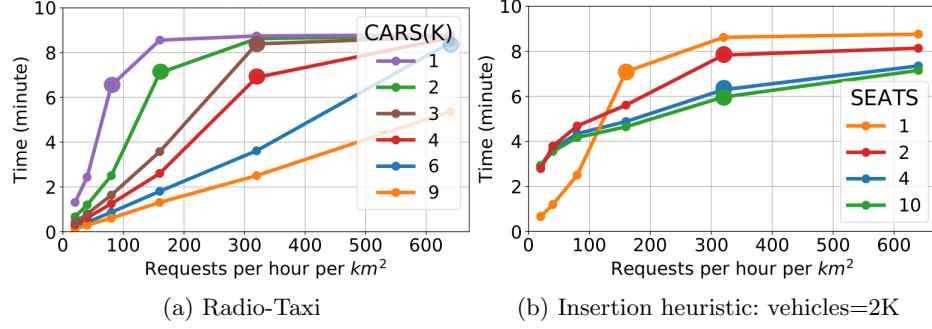 10
8
6
4
2
0
Time (minute)
0 100 200 300 400 500 600
Requests per hour per km²
CARS(K)
1
2
3
4
6
9
(a) Radio-Taxi
10
8
6
4
2
0
Time (minute)
0 100 200 300 400 500 600
Requests per hour per km²
SEATS
1
2
4
10
(b) Insertion heuristic: vehicles=2K